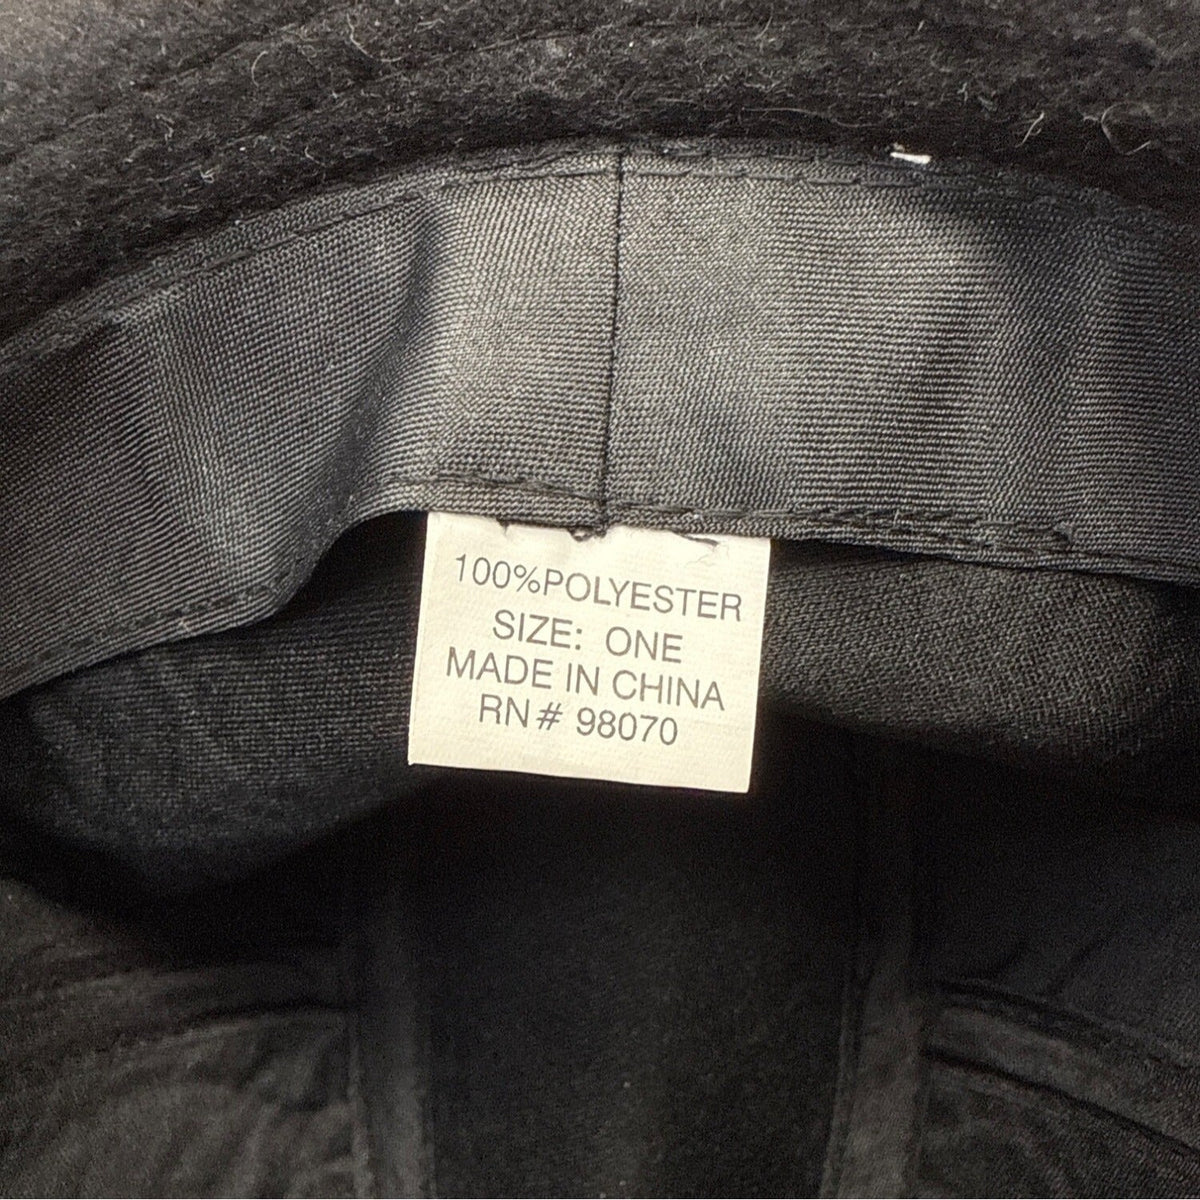 100%POLYESTER
SIZE: ONE
MADE IN CHINA
RN# 98070